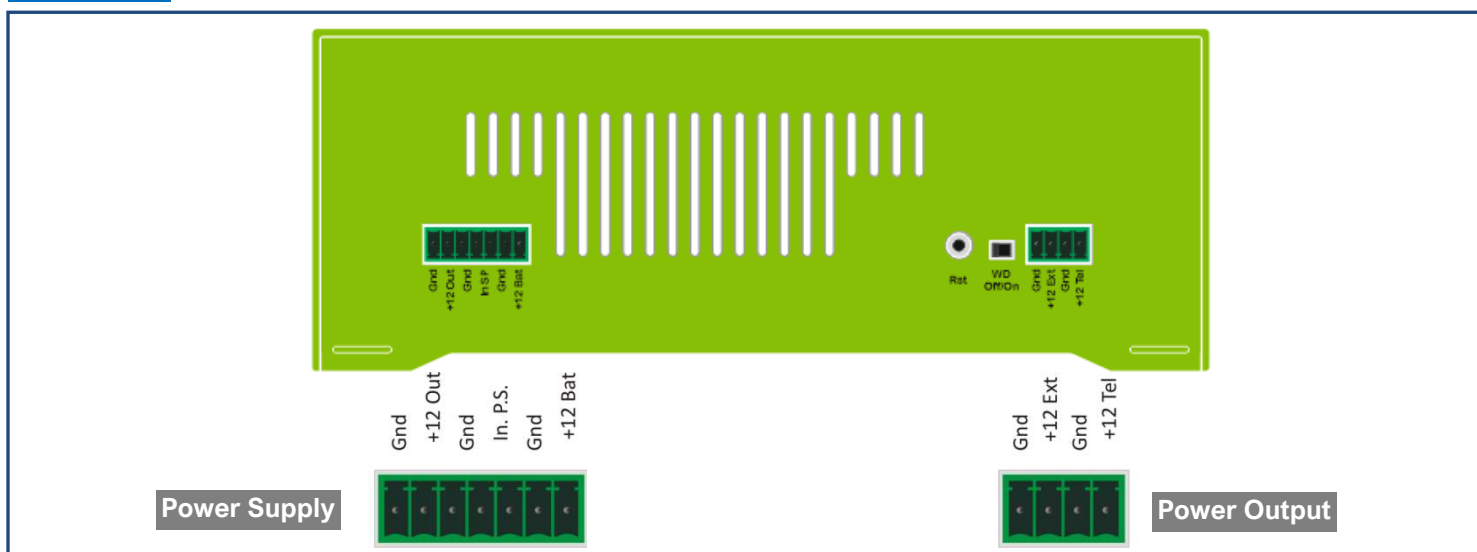 Gnd
+12 Out
Gnd
In SP
Gnd
+12 Bat
Rst
WD
Off/On
Gnd
+12 Ext
Gnd
+12 Tel
Gnd
+12 Out
Gnd
In. P.S.
Gnd
+12 Bat
Gnd
+12 Ext
Gnd
+12 Tel
Power Supply
Power Output